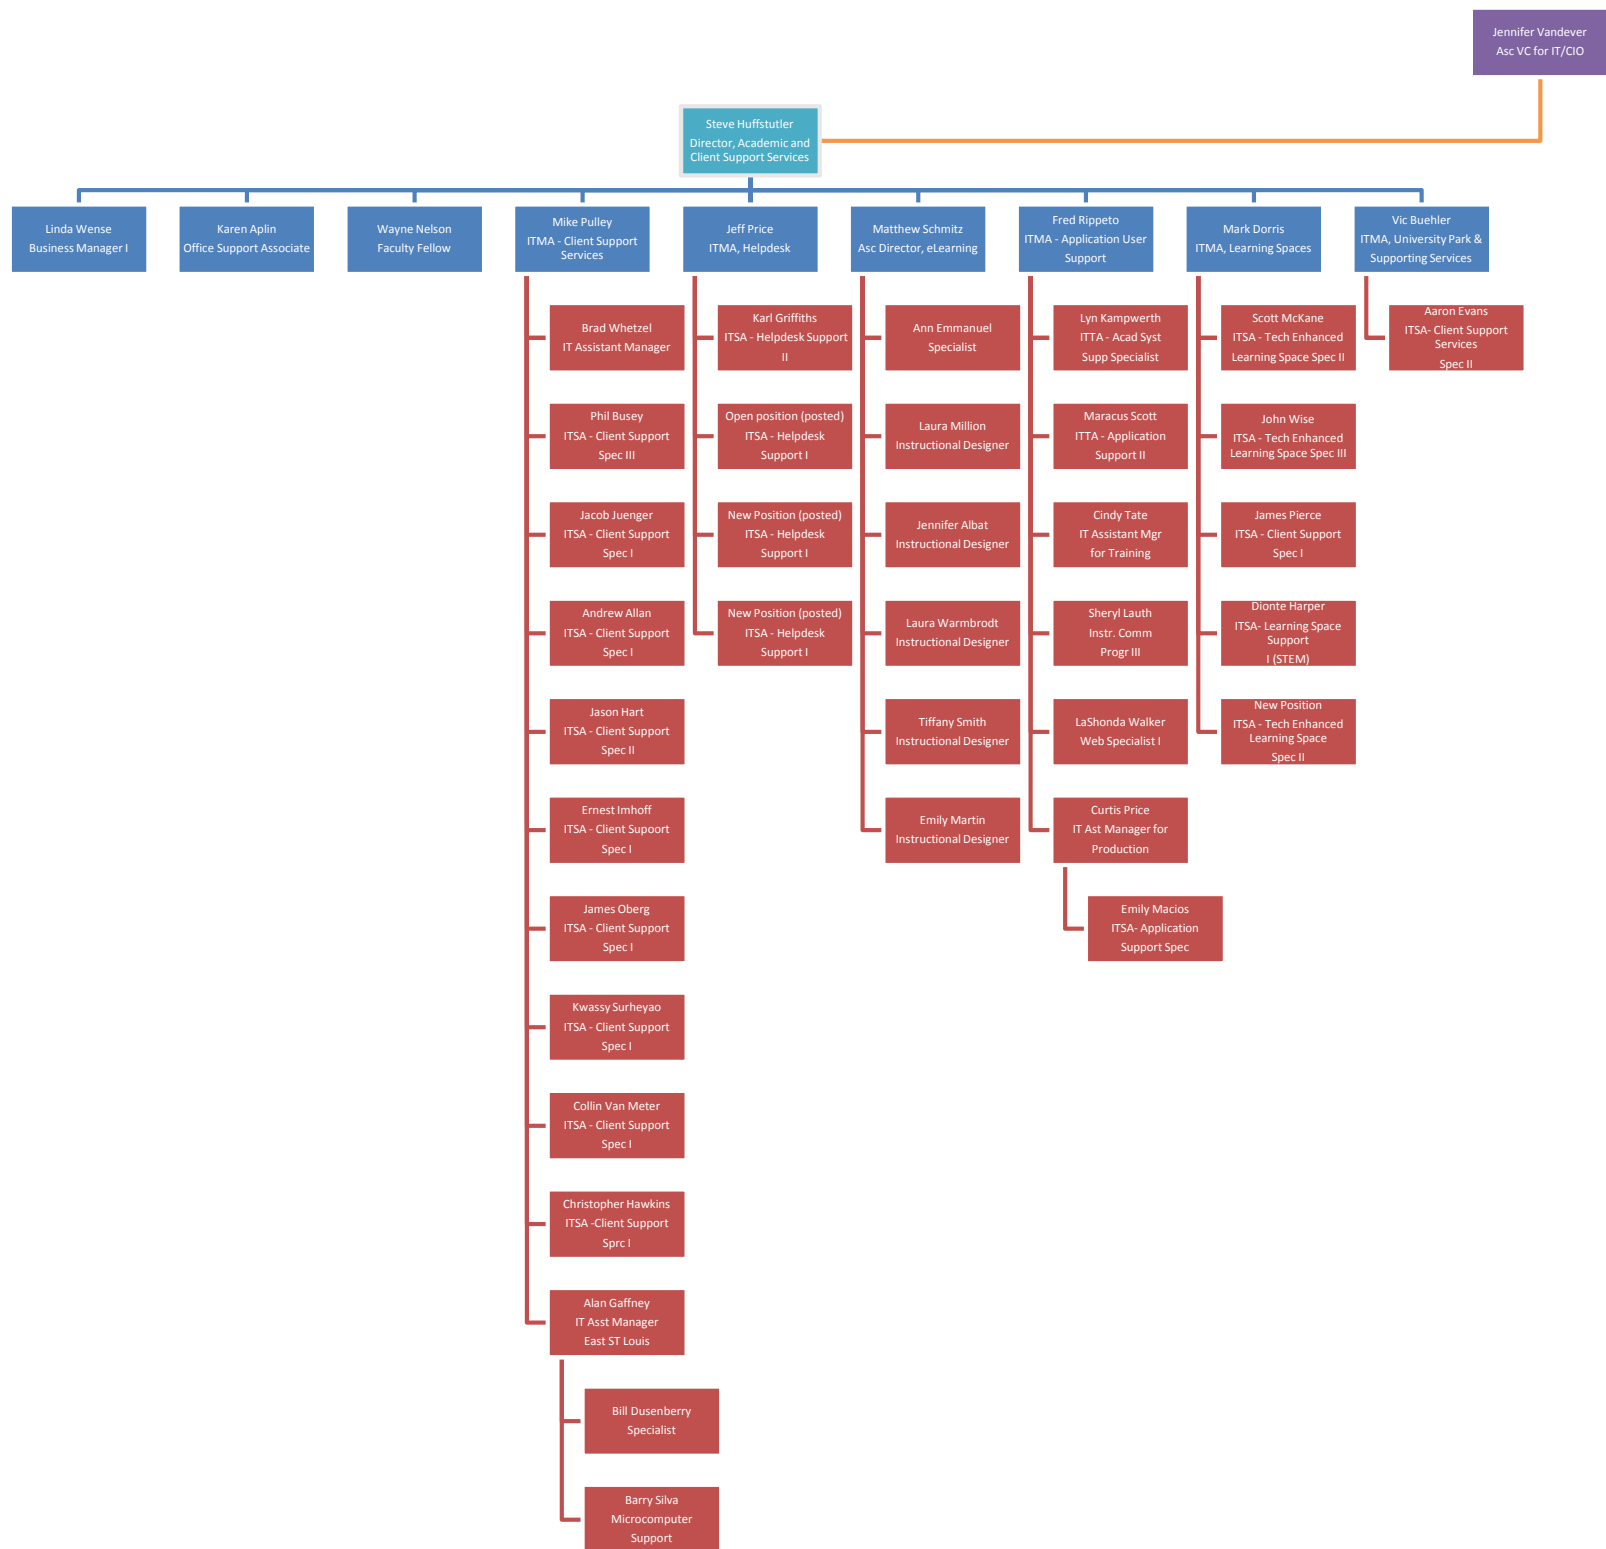 Jennifer Vandever
Asc VC for IT/CIO
Steve Huffstutler
Director, Academic and
Client Support Services
Linda Wense
Business Manager I
Karen Aplin
Office Support Associate
Wayne Nelson
Faculty Fellow
Mike Pulley
ITMA - Client Support
Services
Jeff Price
ITMA, Helpdesk
Matthew Schmitz
Asc Director, eLearning
Fred Rippeto
ITMA - Application User
Support
Mark Dorris
ITMA, Learning Spaces
Vic Buehler
ITMA, University Park &
Supporting Services
Brad Whetzel
IT Assistant Manager
Phil Busey
ITSA - Client Support
Spec III
Jacob Juenger
ITSA - Client Support
Spec I
Andrew Allan
ITSA - Client Support
Spec I
Jason Hart
ITSA - Client Support
Spec II
Ernest Imhoff
ITSA - Client Supoort
Spec I
James Oberg
ITSA - Client Support
Spec I
Kwassy Surheyao
ITSA - Client Support
Spec I
Collin Van Meter
ITSA - Client Support
Spec I
Christopher Hawkins
ITSA -Client Support
Sprc I
Alan Gaffney
IT Asst Manager
East ST Louis
Bill Dusenberry
Specialist
Barry Silva
Microcomputer
Support
Karl Griffiths
ITSA - Helpdesk Support
II
Open position (posted)
ITSA - Helpdesk
Support I
New Position (posted)
ITSA - Helpdesk
Support I
New Position (posted)
ITSA - Helpdesk
Support I
Ann Emmanuel
Specialist
Laura Million
Instructional Designer
Jennifer Albat
Instructional Designer
Laura Warmbrodt
Instructional Designer
Tiffany Smith
Instructional Designer
Emily Martin
Instructional Designer
Lyn Kampwerth
ITTA - Acad Syst
Supp Specialist
Maracus Scott
ITTA - Application
Support II
Cindy Tate
IT Assistant Mgr
for Training
Sheryl Lauth
Instr. Comm
Progr III
LaShonda Walker
Web Specialist I
Curtis Price
IT Ast Manager for
Production
Emily Macios
ITSA- Application
Support Spec
Scott McKane
ITSA - Tech Enhanced
Learning Space Spec II
John Wise
ITSA - Tech Enhanced
Learning Space Spec III
James Pierce
ITSA - Client Support
Spec I
Dionte Harper
ITSA- Learning Space
Support
I (STEM)
New Position
ITSA - Tech Enhanced
Learning Space
Spec II
Aaron Evans
ITSA- Client Support
Services
Spec II